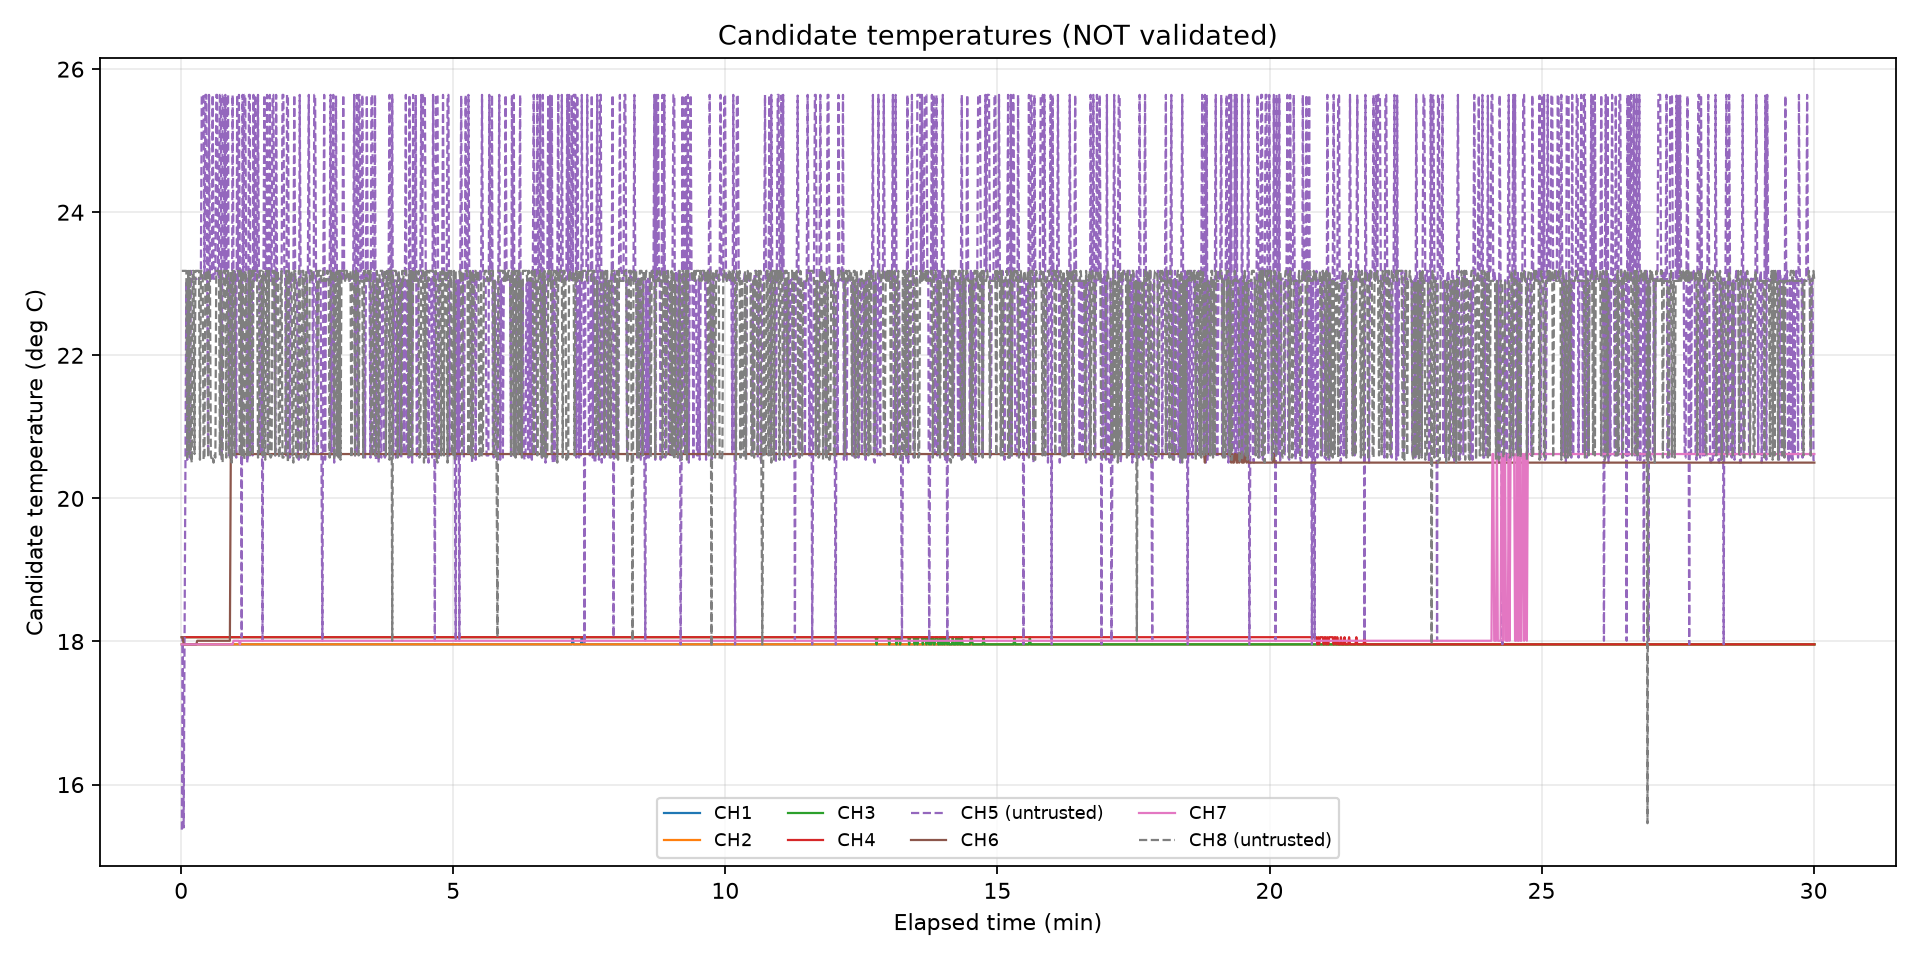 Candidate temperatures (NOT validated)
Candidate temperature (deg C)
26
24
22
20
18
16
0
5
10
15
20
25
30
Elapsed time (min)
CH1
CH2
CH3
CH4
CH5 (untrusted)
CH6
CH7
CH8 (untrusted)